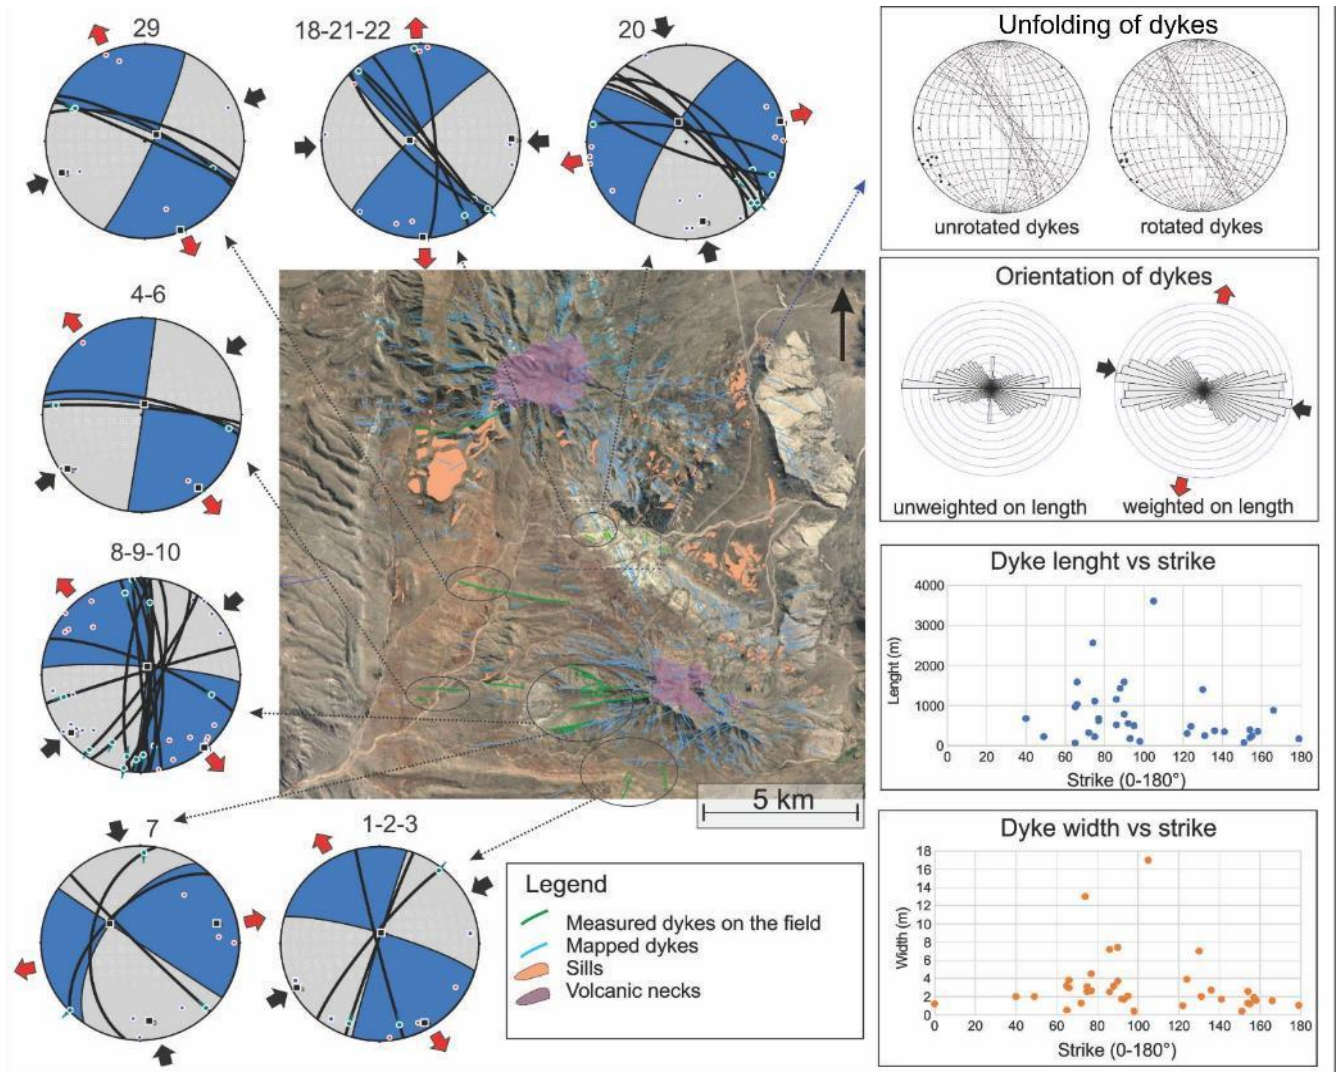 29
18-21-22
20
4-6
8-9-10
7
1-2-3
5 km
Legend
Measured dykes on the field
Mapped dykes
Sills
Volcanic necks
Unfolding of dykes
unrotated dykes
rotated dykes
Orientation of dykes
unweighted on length
weighted on length
Dyke lenght vs strike
Lenght (m)
4000
3000
2000
1000
0
0 20 40 60 80 100 120 140 160 180
Strike (0-180°)
Dyke width vs strike
Width (m)
18
16
14
12
10
8
6
4
2
0
0 20 40 60 80 100 120 140 160 180
Strike (0-180°)